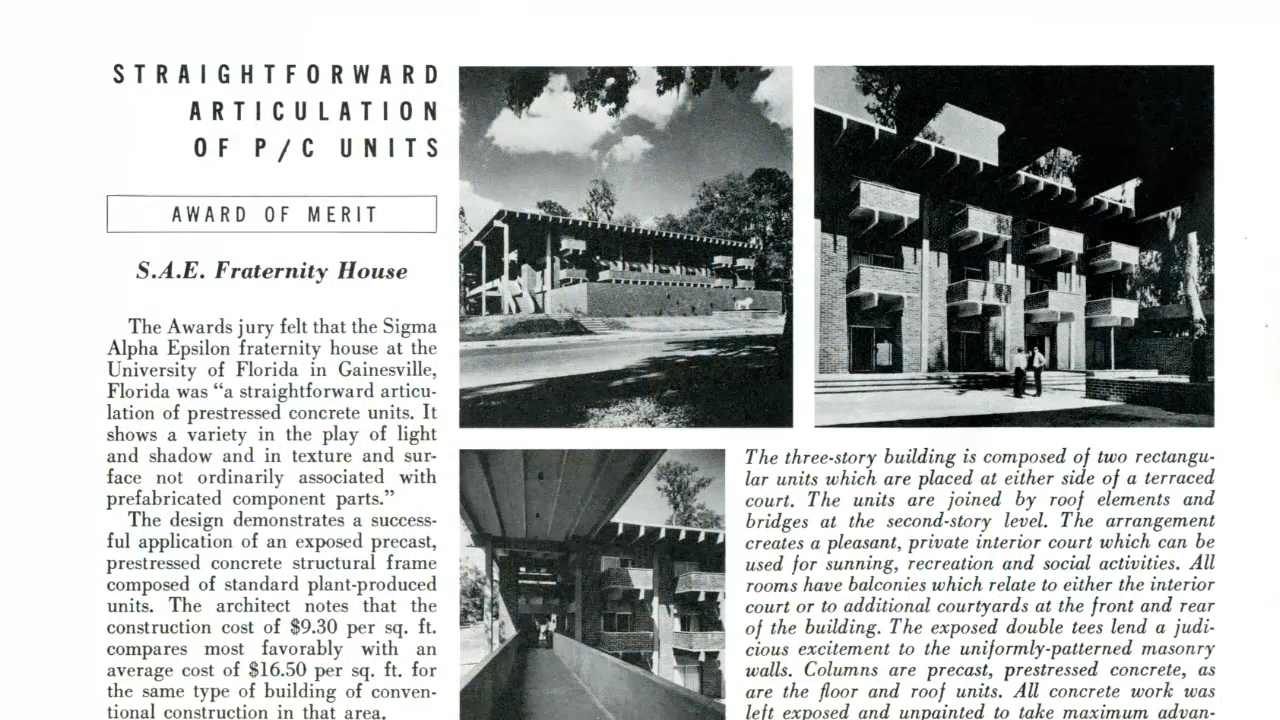 STRAIGHTFORWARD
ARTICULATION
OF P/C UNITS
AWARD OF MERIT
S.A.E. Fraternity House
The Awards jury felt that the Sigma
Alpha Epsilon fraternity house at the
University of Florida in Gainesville,
Florida was “a straightforward articu-
lation of prestressed concrete units. It
shows a variety in the play of light
and shadow and in texture and sur-
face not ordinarily associated with
prefabricated component parts.”
The design demonstrates a success-
ful application of an exposed precast,
prestressed concrete structural frame
composed of standard plant-produced
units. The architect notes that the
construction cost of $9.30 per sq. ft.
compares most favorably with an
average cost of $16.50 per sq. ft. for
the same type of building of conven-
tional construction in that area.
The three-story building is composed of two rectangu-
lar units which are placed at either side of a terraced
court. The units are joined by roof elements and
bridges at the second-story level. The arrangement
creates a pleasant, private interior court which can be
used for sunning, recreation and social activities. All
rooms have balconies which relate to either the interior
court or to additional courtyards at the front and rear
of the building. The exposed double tees lend a judi-
cious excitement to the uniformly-patterned masonry
walls. Columns are precast, prestressed concrete, as
are the floor and roof units. All concrete work was
left exposed and unpainted to take maximum advan-